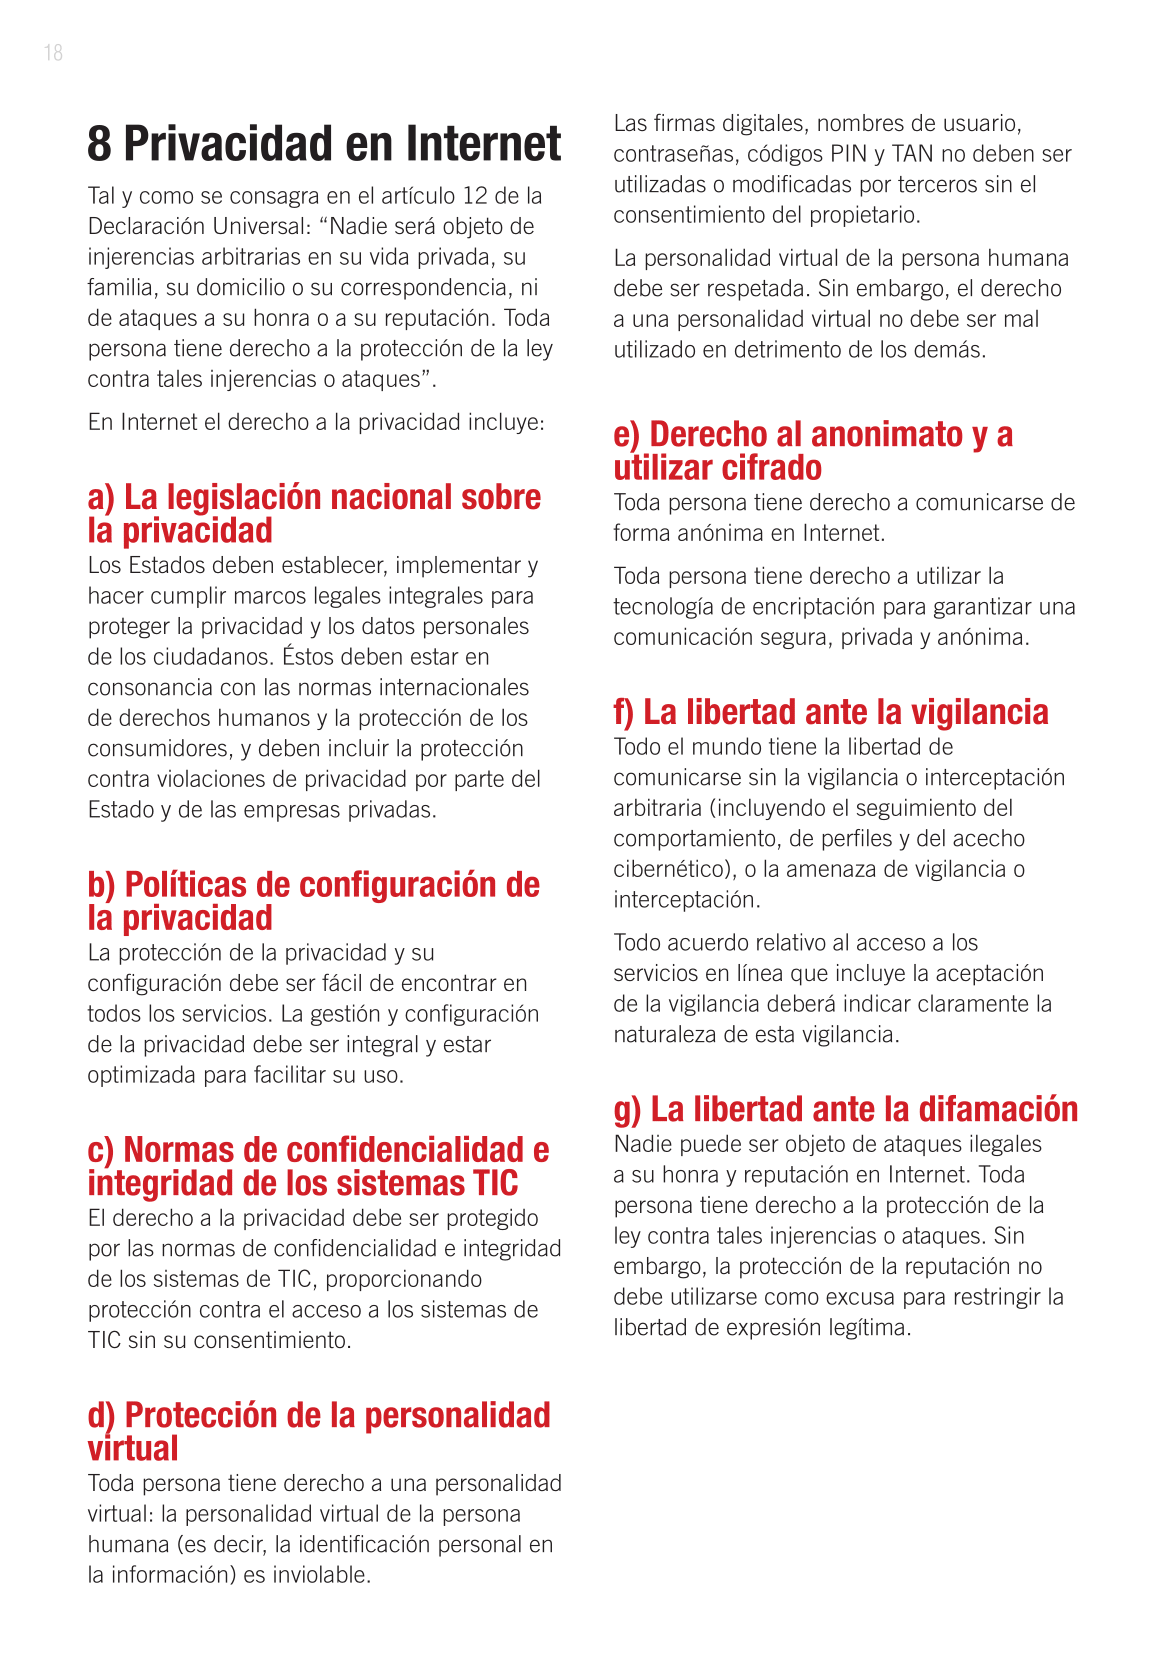 18
8 Privacidad en Internet
Tal y como se consagra en el artículo 12 de la
Declaración Universal: “Nadie será objeto de
injerencias arbitrarias en su vida privada, su
familia, su domicilio o su correspondencia, ni
de ataques a su honra o a su reputación. Toda
persona tiene derecho a la protección de la ley
contra tales injerencias o ataques”.
En Internet el derecho a la privacidad incluye:
a) La legislación nacional sobre
la privacidad
Los Estados deben establecer, implementar y
hacer cumplir marcos legales integrales para
proteger la privacidad y los datos personales
de los ciudadanos. Éstos deben estar en
consonancia con las normas internacionales
de derechos humanos y la protección de los
consumidores, y deben incluir la protección
contra violaciones de privacidad por parte del
Estado y de las empresas privadas.
b) Políticas de configuración de
la privacidad
La protección de la privacidad y su
configuración debe ser fácil de encontrar en
todos los servicios. La gestión y configuración
de la privacidad debe ser integral y estar
optimizada para facilitar su uso.
c) Normas de confidencialidad e
integridad de los sistemas TIC
El derecho a la privacidad debe ser protegido
por las normas de confidencialidad e integridad
de los sistemas de TIC, proporcionando
protección contra el acceso a los sistemas de
TIC sin su consentimiento.
d) Protección de la personalidad
virtual
Toda persona tiene derecho a una personalidad
virtual: la personalidad virtual de la persona
humana (es decir, la identificación personal en
la información) es inviolable.
Las firmas digitales, nombres de usuario,
contraseñas, códigos PIN y TAN no deben ser
utilizadas o modificadas por terceros sin el
consentimiento del propietario.
La personalidad virtual de la persona humana
debe ser respetada. Sin embargo, el derecho
a una personalidad virtual no debe ser mal
utilizado en detrimento de los demás.
e) Derecho al anonimato y a
utilizar cifrado
Toda persona tiene derecho a comunicarse de
forma anónima en Internet.
Toda persona tiene derecho a utilizar la
tecnología de encriptación para garantizar una
comunicación segura, privada y anónima.
f) La libertad ante la vigilancia
Todo el mundo tiene la libertad de
comunicarse sin la vigilancia o interceptación
arbitraria (incluyendo el seguimiento del
comportamiento, de perfiles y del acecho
cibernético), o la amenaza de vigilancia o
interceptación.
Todo acuerdo relativo al acceso a los
servicios en línea que incluye la aceptación
de la vigilancia deberá indicar claramente la
naturaleza de esta vigilancia.
g) La libertad ante la difamación
Nadie puede ser objeto de ataques ilegales
a su honra y reputación en Internet. Toda
persona tiene derecho a la protección de la
ley contra tales injerencias o ataques. Sin
embargo, la protección de la reputación no
debe utilizarse como excusa para restringir la
libertad de expresión legítima.